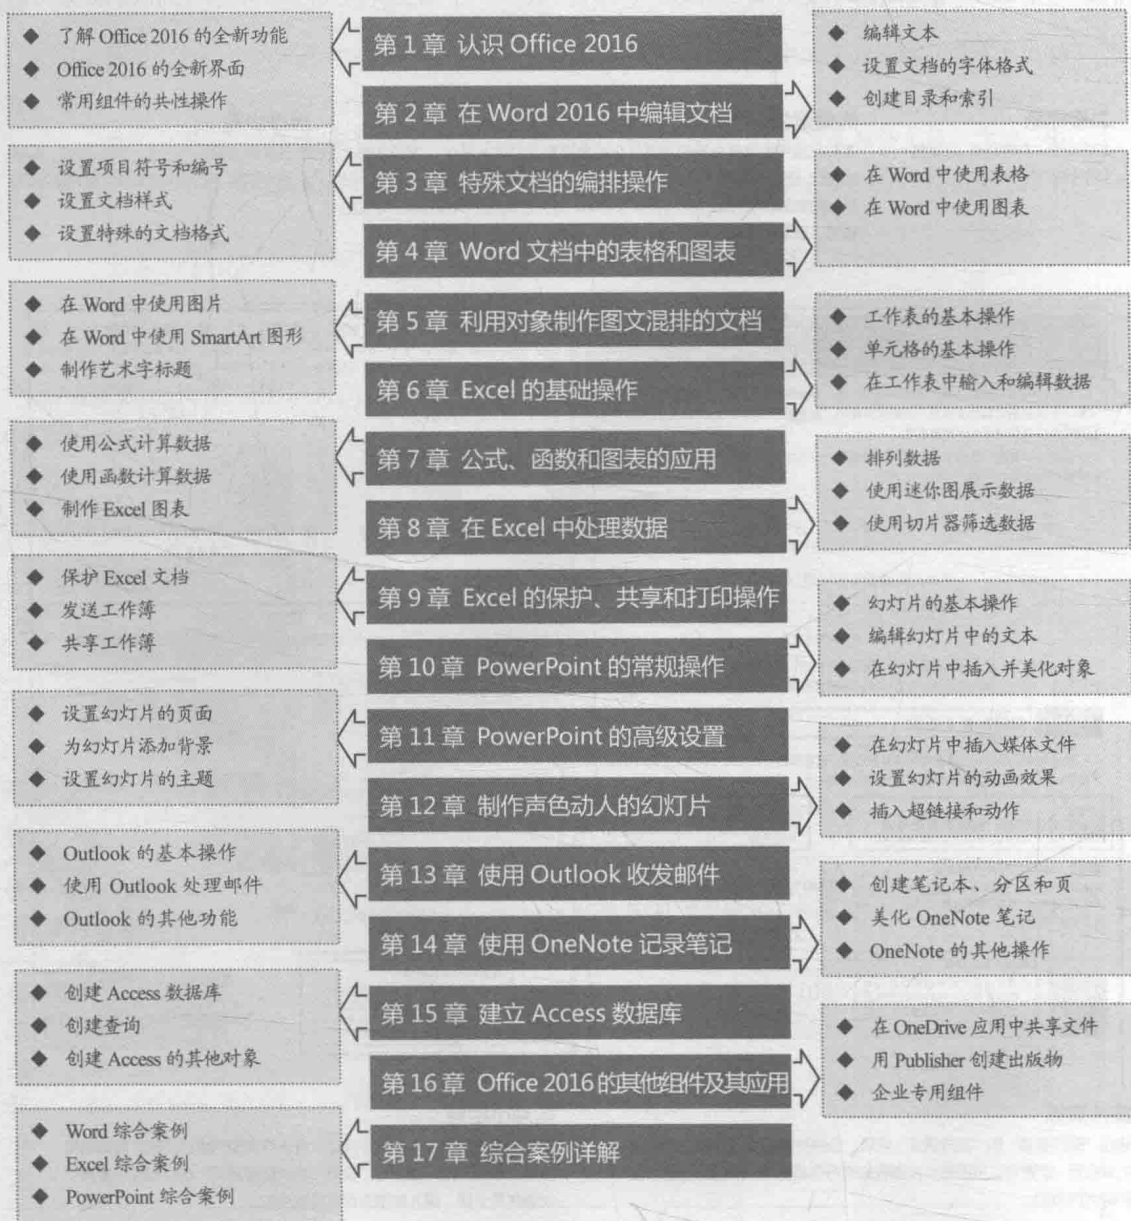 第 1 章 认识 Office 2016
◆ 了解 Office 2016 的全新功能
◆ Office 2016 的全新界面
◆ 常用组件的共性操作
第 2 章 在 Word 2016 中编辑文档
◆ 编辑文本
◆ 设置文档的字体格式
◆ 创建目录和索引
第 3 章 特殊文档的编排操作
◆ 设置项目符号和编号
◆ 设置文档样式
◆ 设置特殊的文档格式
第 4 章 Word 文档中的表格和图表
◆ 在 Word 中使用表格
◆ 在 Word 中使用图表
第 5 章 利用对象制作图文混排的文档
◆ 在 Word 中使用图片
◆ 在 Word 中使用 SmartArt 图形
◆ 制作艺术字标题
第 6 章 Excel 的基础操作
◆ 工作表的基本操作
◆ 单元格的基本操作
◆ 在工作表中输入和编辑数据
第 7 章 公式、函数和图表的应用
◆ 使用公式计算数据
◆ 使用函数计算数据
◆ 制作 Excel 图表
第 8 章 在 Excel 中处理数据
◆ 排列数据
◆ 使用迷你图展示数据
◆ 使用切片器筛选数据
第 9 章 Excel 的保护、共享和打印操作
◆ 保护 Excel 文档
◆ 发送工作簿
◆ 共享工作簿
第 10 章 PowerPoint 的常规操作
◆ 幻灯片的基本操作
◆ 编辑幻灯片中的文本
◆ 在幻灯片中插入并美化对象
第 11 章 PowerPoint 的高级设置
◆ 设置幻灯片的页面
◆ 为幻灯片添加背景
◆ 设置幻灯片的主题
第 12 章 制作声色动人的幻灯片
◆ 在幻灯片中插入媒体文件
◆ 设置幻灯片的动画效果
◆ 插入超链接和动作
第 13 章 使用 Outlook 收发邮件
◆ Outlook 的基本操作
◆ 使用 Outlook 处理邮件
◆ Outlook 的其他功能
第 14 章 使用 OneNote 记录笔记
◆ 创建笔记本、分区和页
◆ 美化 OneNote 笔记
◆ OneNote 的其他操作
第 15 章 建立 Access 数据库
◆ 创建 Access 数据库
◆ 创建查询
◆ 创建 Access 的其他对象
第 16 章 Office 2016 的其他组件及其应用
◆ 在 OneDrive 应用中共享文件
◆ 用 Publisher 创建出版物
◆ 企业专用组件
第 17 章 综合案例详解
◆ Word 综合案例
◆ Excel 综合案例
◆ PowerPoint 综合案例